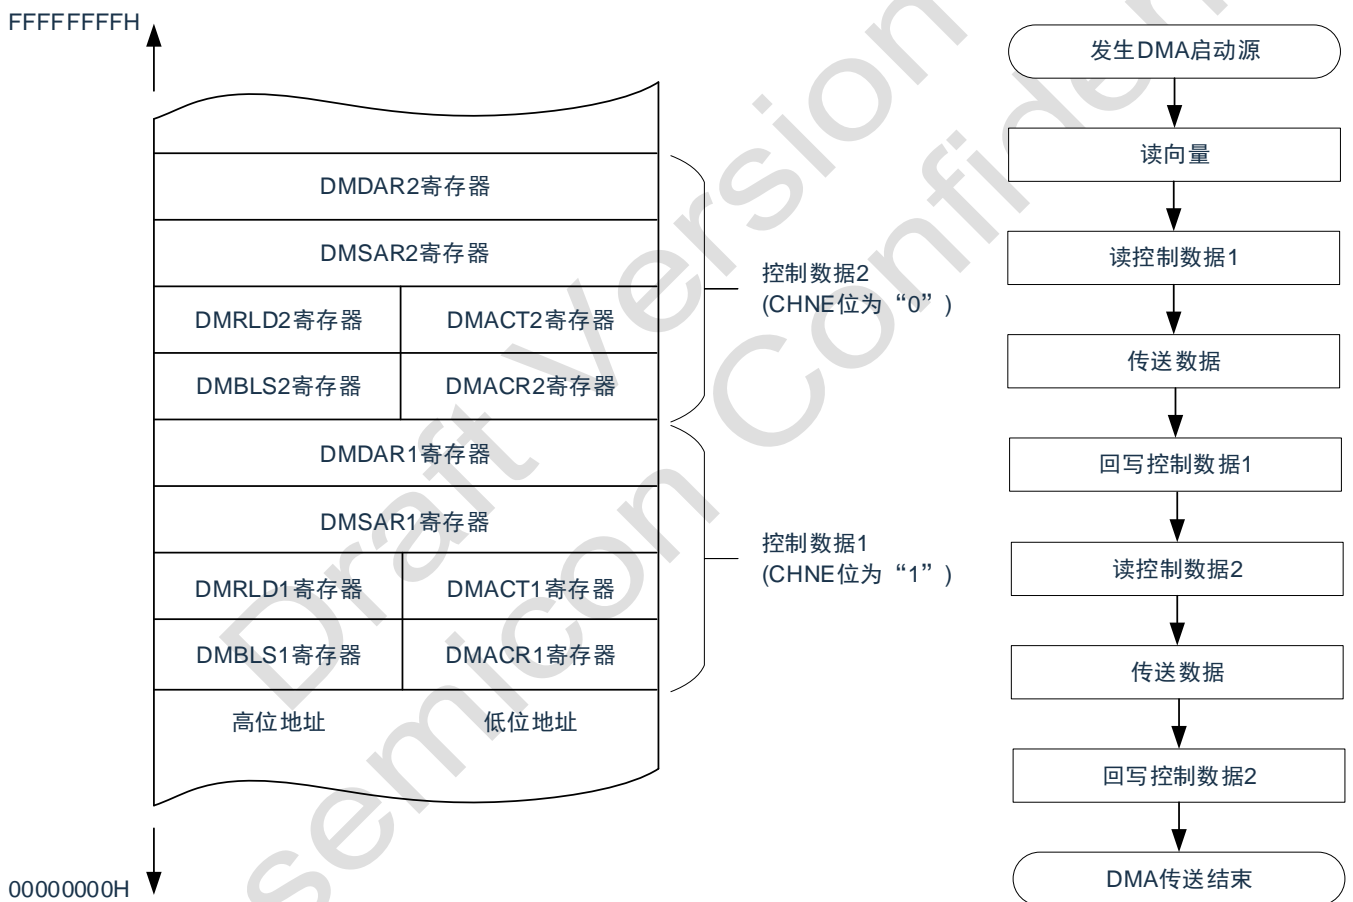 FFFFFFFFH
DMDAR2寄存器
DMSAR2寄存器
DMRLD2寄存器 DMACT2寄存器
DMBLS2寄存器 DMACR2寄存器
DMDAR1寄存器
DMSAR1寄存器
DMRLD1寄存器 DMACT1寄存器
DMBLS1寄存器 DMACR1寄存器
高位地址 低位地址
00000000H
控制数据2
(CHNE位为“0”)
控制数据1
(CHNE位为“1”)
发生DMA启动源
读向量
读控制数据1
传送数据
回写控制数据1
读控制数据2
传送数据
回写控制数据2
DMA传送结束
Draft Version
semicon